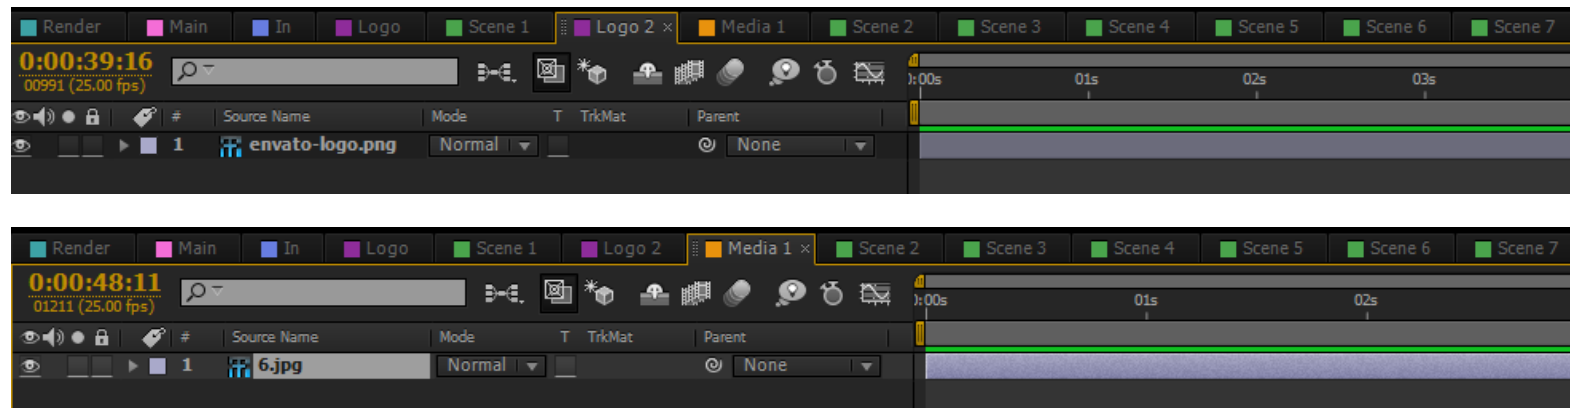 Render Main In Logo Scene 1 Logo 2 × Media 1 Scene 2 Scene 3 Scene 4 Scene 5 Scene 6 Scene 7
0:00:39:16
00991 (25.00 fps)
):00s 01s 02s 03s
# Source Name Mode T TrkMat Parent
1 envato-logo.png Normal None
Render Main In Logo Scene 1 Logo 2 Media 1 × Scene 2 Scene 3 Scene 4 Scene 5 Scene 6 Scene 7
0:00:48:11
01211 (25.00 fps)
):00s 01s 02s
# Source Name Mode T TrkMat Parent
1 6.jpg Normal None